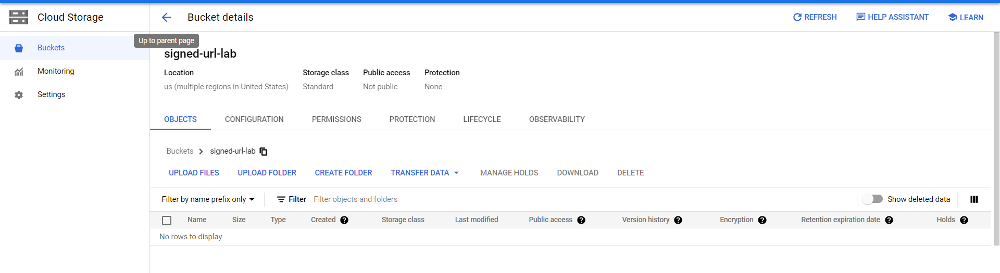 Cloud Storage
Bucket details
REFRESH
HELP ASSISTANT
LEARN
Up to parent page
Buckets
Monitoring
Settings
signed-url-lab
Location Storage class Public access Protection
us (multiple regions in United States) Standard Not public None
OBJECTS CONFIGURATION PERMISSIONS PROTECTION LIFECYCLE OBSERVABILITY
Buckets > signed-url-lab
UPLOAD FILES UPLOAD FOLDER CREATE FOLDER TRANSFER DATA MANAGE HOLDS DOWNLOAD DELETE
Filter by name prefix only Filter Filter objects and folders Show deleted data
Name Size Type Created ? Storage class Last modified Public access ? Version history ? Encryption ? Retention expiration date ? Holds ?
No rows to display